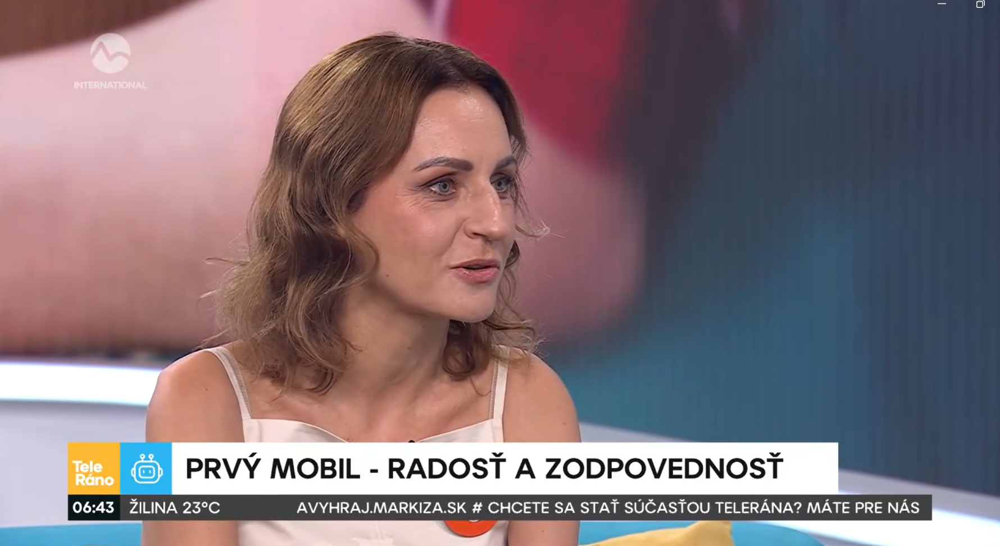 INTERNATIONAL
Tele
Ráno
PRVÝ MOBIL - RADOSŤ A ZODPOVEDNOSŤ
06:43 ŽILINA 23°C AVYHRAJ.MARKIZA.SK # CHCETE SA STAŤ SÚČASŤOU TELERÁNA? MÁTE PRE NÁS